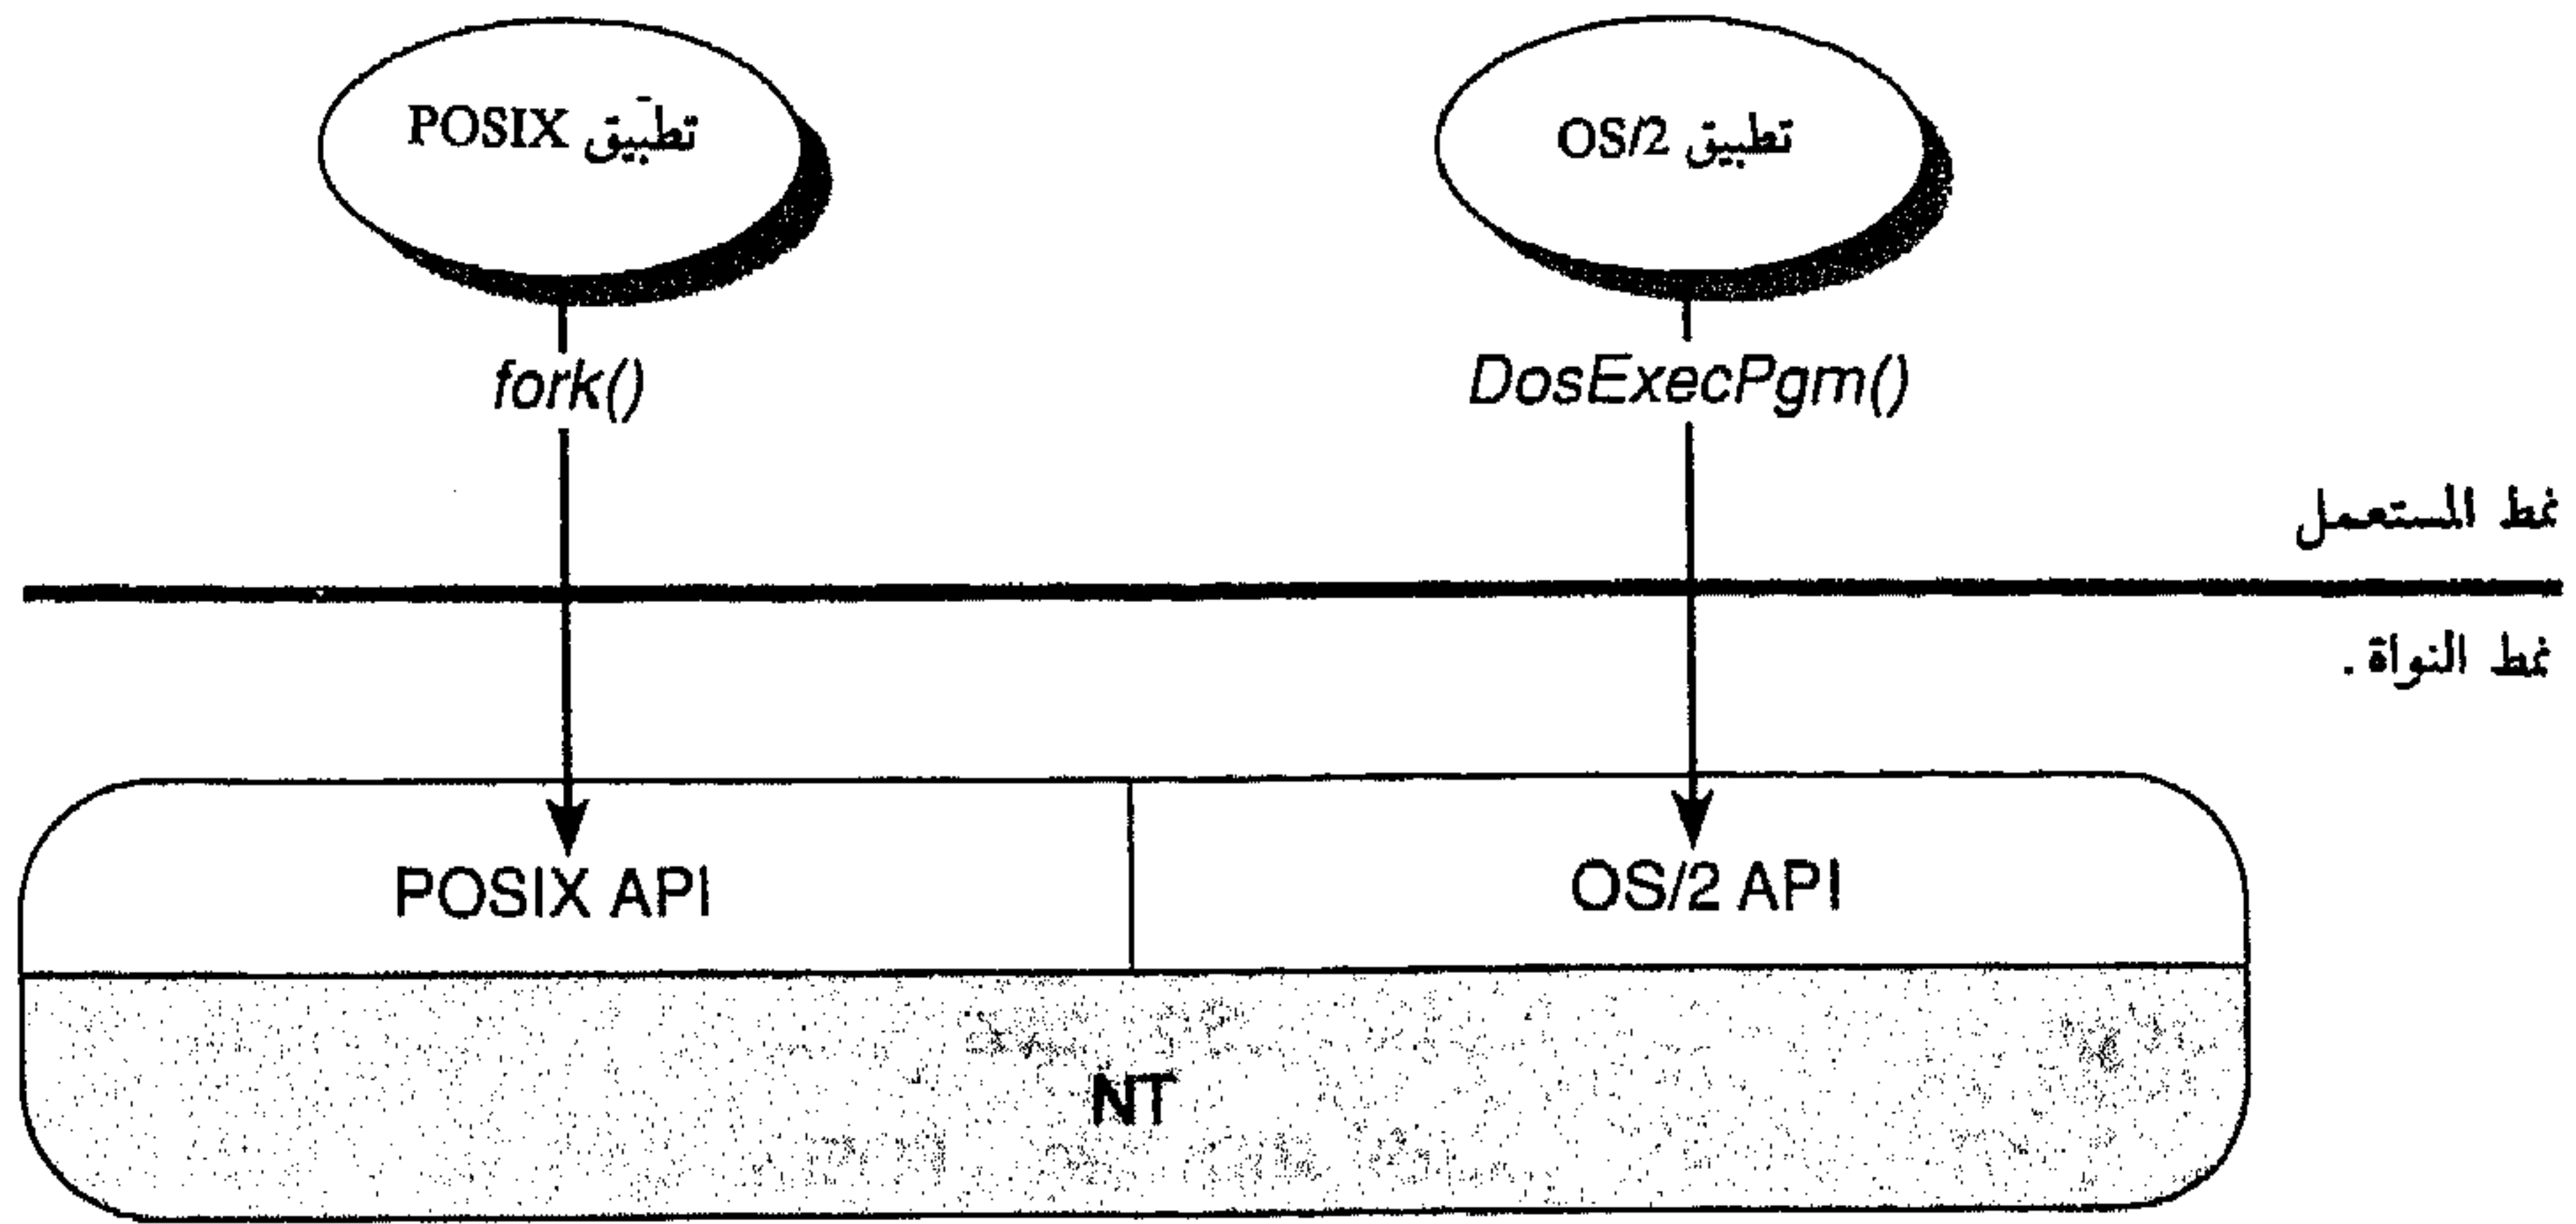 تطبيق POSIX
تطبيق OS/2
fork()
DosExecPgm()
نمط المستعمل
نمط النواة .
POSIX API
OS/2 API
NT